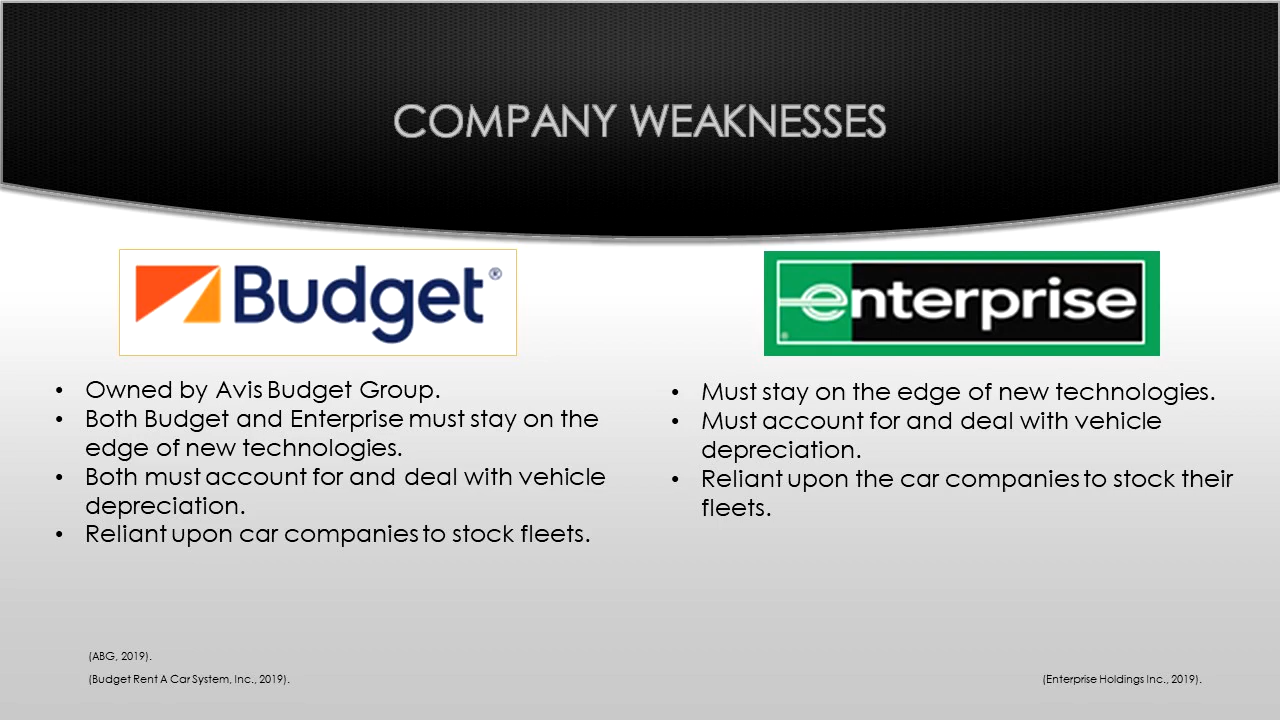 COMPANY WEAKNESSES
Budget®
enterprise
®
• Owned by Avis Budget Group.
• Both Budget and Enterprise must stay on the
edge of new technologies.
• Both must account for and deal with vehicle
depreciation.
• Reliant upon car companies to stock fleets.
• Must stay on the edge of new technologies.
• Must account for and deal with vehicle
depreciation.
• Reliant upon the car companies to stock their
fleets.
(ABG, 2019).
(Budget Rent A Car System, Inc., 2019).
(Enterprise Holdings Inc., 2019).